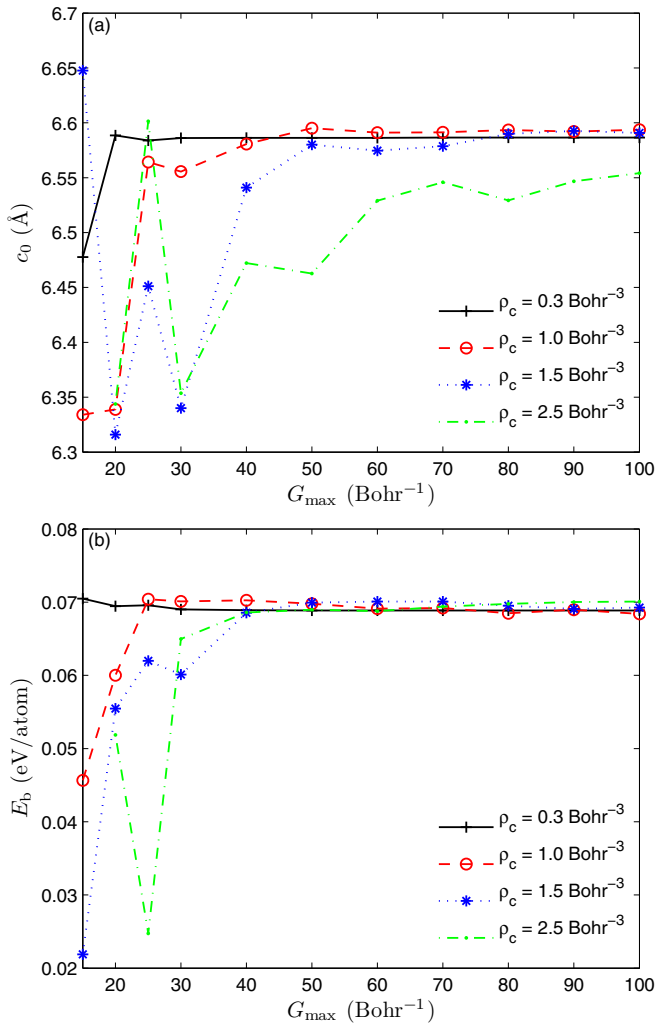 (a)
6.7
6.65
6.6
6.55
6.5
6.45
6.4
6.35
6.3
c₀ (Å)
ρc = 0.3 Bohr⁻³
ρc = 1.0 Bohr⁻³
ρc = 1.5 Bohr⁻³
ρc = 2.5 Bohr⁻³
20 30 40 50 60 70 80 90 100
Gmax (Bohr⁻¹)
(b)
0.08
0.07
0.06
0.05
0.04
0.03
0.02
Eb (eV/atom)
ρc = 0.3 Bohr⁻³
ρc = 1.0 Bohr⁻³
ρc = 1.5 Bohr⁻³
ρc = 2.5 Bohr⁻³
20 30 40 50 60 70 80 90 100
Gmax (Bohr⁻¹)